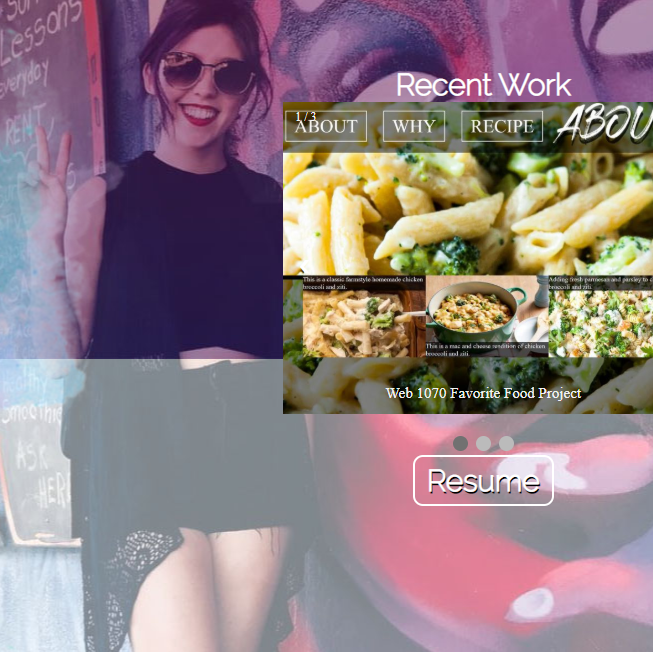 Lessons
everyday
RENT
Recent Work
1 / 3
ABOUT
WHY
RECIPE
ABOU
This is a classic farmstyle homemade chicken
broccoli and ziti.
This is a mac and cheese rendition of chicken
broccoli and ziti.
Adding fresh parmesan and parsley to c
broccoli and ziti.
Web 1070 Favorite Food Project
Smoothie
ASK
HER
Resume